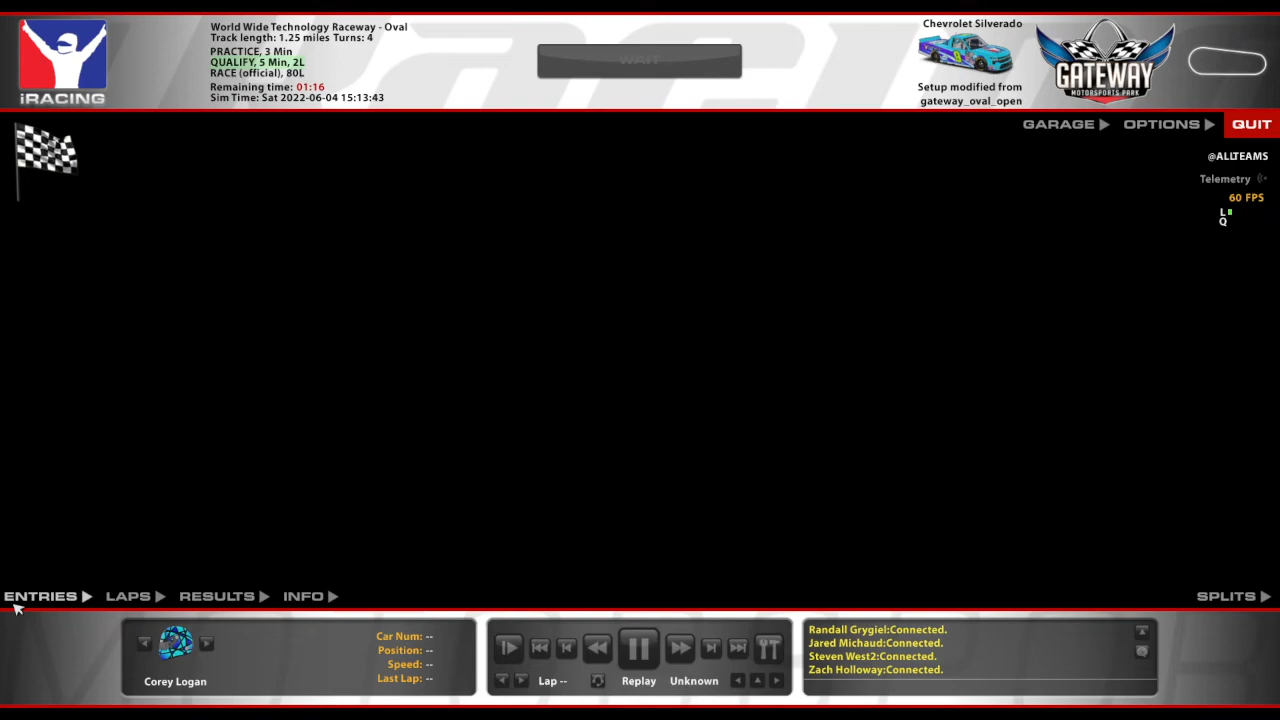 World Wide Technology Raceway - Oval
Track length: 1.25 miles Turns: 4
PRACTICE, 3 Min
QUALIFY, 5 Min, 2L
RACE (official), 80L
Remaining time: 01:16
Sim Time: Sat 2022-06-04 15:13:43
iRACING
WAIT
Chevrolet Silverado
Setup modified from
gateway_oval_open
GATEWAY
MOTORSPORTS PARK
GARAGE
OPTIONS
QUIT
@ALLTEAMS
Telemetry
60 FPS
L
Q
ENTRIES
LAPS
RESULTS
INFO
SPLITS
Corey Logan
Car Num: --
Position: --
Speed: --
Last Lap: --
Lap --
Replay
Unknown
Randall Grygiel:Connected.
Jared Michaud:Connected.
Steven West2:Connected.
Zach Holloway:Connected.